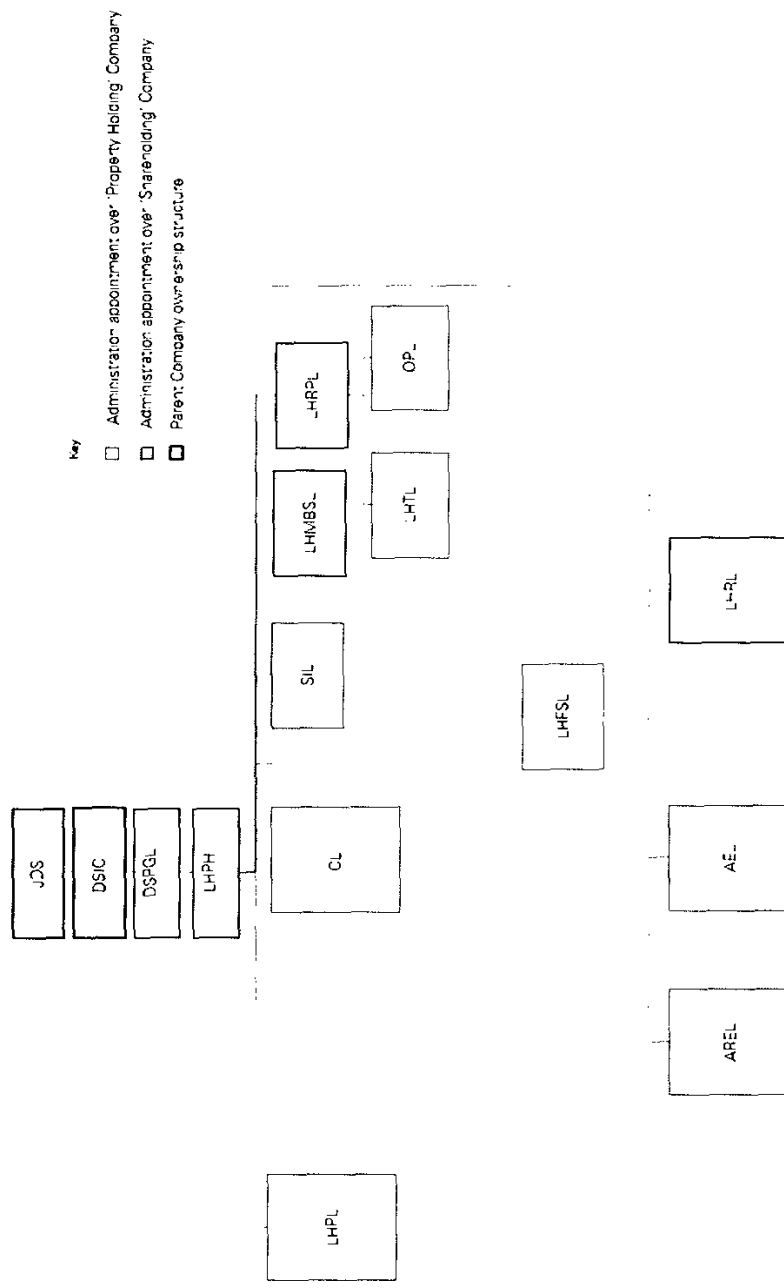 Key
Administration appointment over 'Property Holding' Company
Administration appointment over 'Shareholding' Company
Parent Company ownership structure
JDS
DSIC
DSPGL
LHPH
LHPL
CL
SIL
LHMBSL
LHRPL
LHTL
OPL
LHFSL
AREL
AEL
LHRL